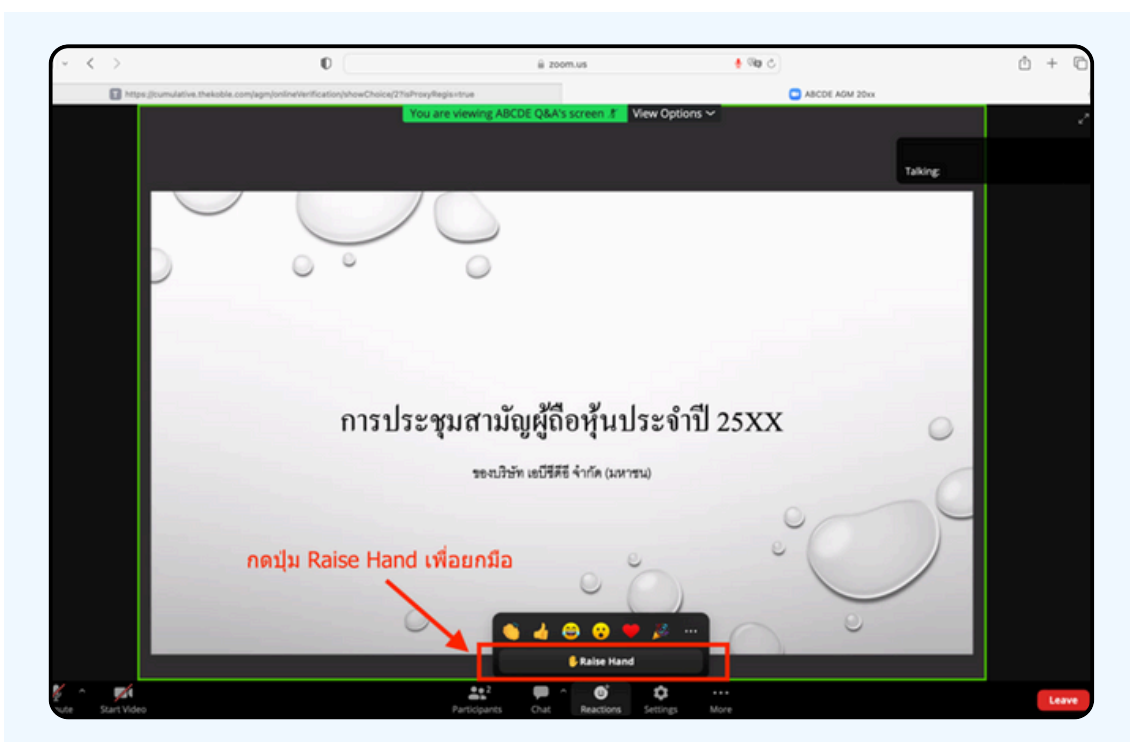 zoom.us
https://cumulative.thekoble.com/agm/onlineVerification/showChoice/2?isProxyRegis=true
ABCDE AGM 20xx
You are viewing ABCDE Q&A's screen
View Options
Talking:
การประชุมสามัญผู้ถือหุ้นประจำปี 25XX
ของบริษัท เอบีซีดีอี จำกัด (มหาชน)
กดปุ่ม Raise Hand เพื่อยกมือ
Raise Hand
Start Video
2
Participants
Chat
Reactions
Settings
More
Leave